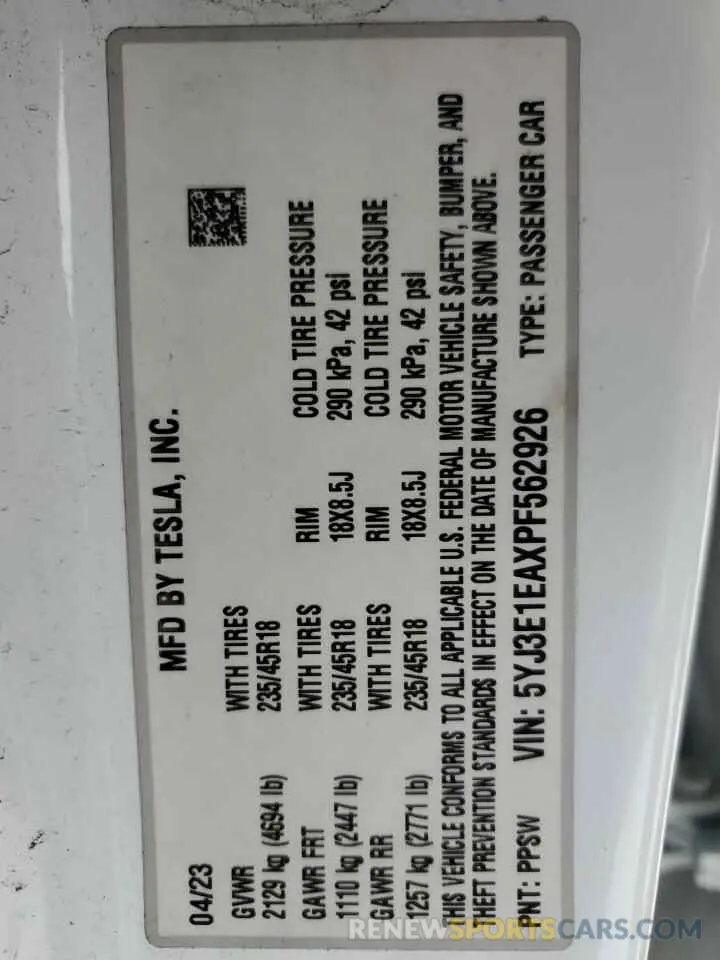 MFD BY TESLA, INC.
04/23
GVWR WITH TIRES
2129 kg (4694 lb) 235/45R18
GAWR FRT WITH TIRES RIM COLD TIRE PRESSURE
1110 kg (2447 lb) 235/45R18 18X8.5J 290 kPa, 42 psi
GAWR RR WITH TIRES RIM COLD TIRE PRESSURE
1257 kg (2771 lb) 235/45R18 18X8.5J 290 kPa, 42 psi
THIS VEHICLE CONFORMS TO ALL APPLICABLE U.S. FEDERAL MOTOR VEHICLE SAFETY, BUMPER, AND
THEFT PREVENTION STANDARDS IN EFFECT ON THE DATE OF MANUFACTURE SHOWN ABOVE.
PNT: PPSW VIN: 5YJ3E1EAXPF562926 TYPE: PASSENGER CAR
RENEWSPORTSCARS.COM